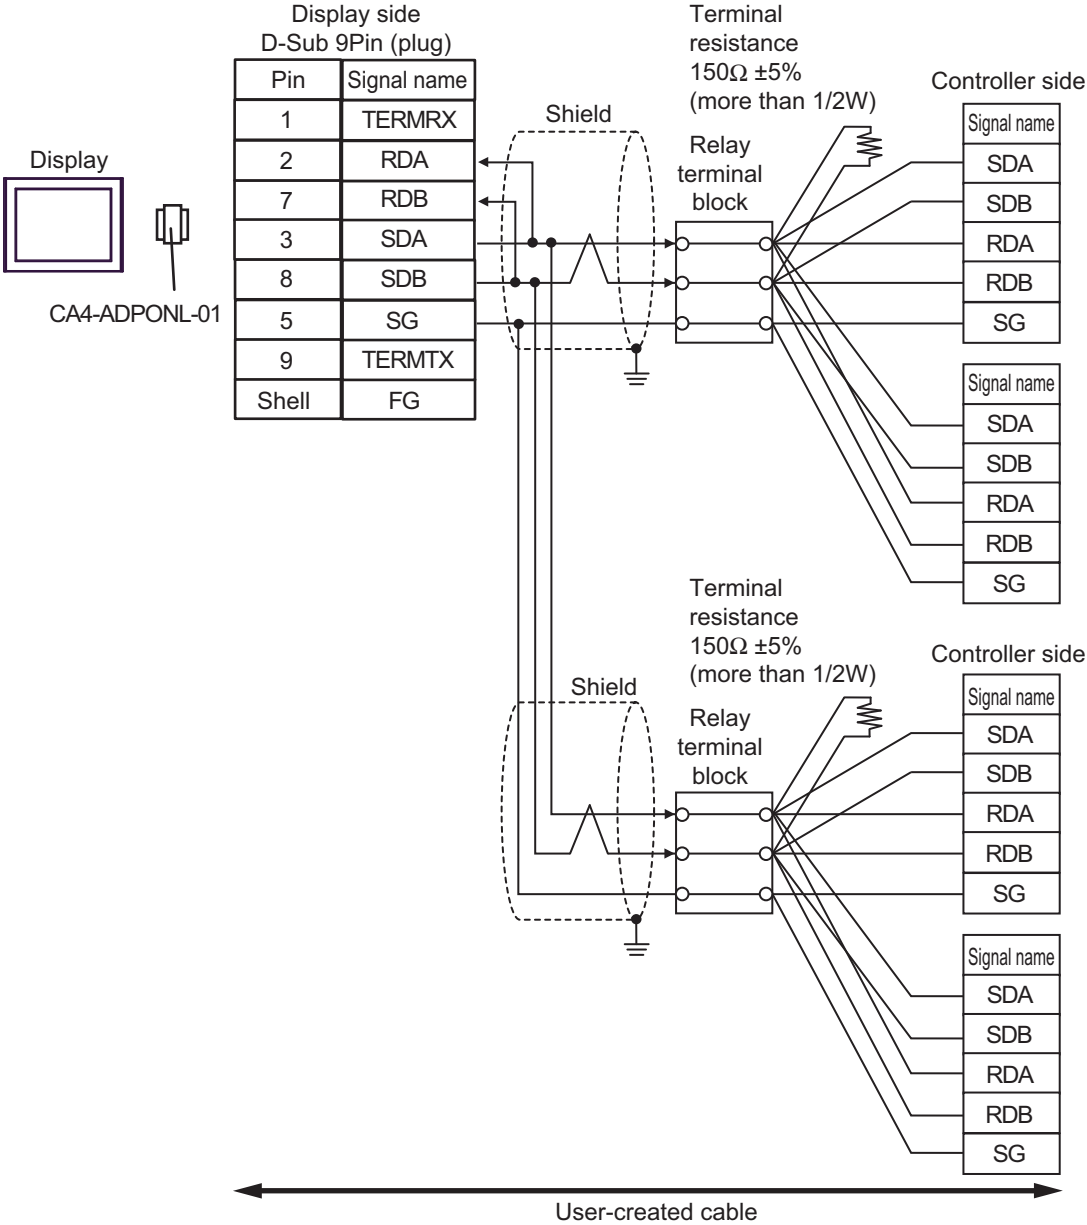 Display side
D-Sub 9Pin (plug)
Pin Signal name
1 TERMRX
2 RDA
7 RDB
3 SDA
8 SDB
5 SG
9 TERMTX
Shell FG
Display
CA4-ADPONL-01
Shield
Terminal
resistance
150Ω ±5%
(more than 1/2W)
Relay
terminal
block
Controller side
Signal name
SDA
SDB
RDA
RDB
SG
Signal name
SDA
SDB
RDA
RDB
SG
Shield
Terminal
resistance
150Ω ±5%
(more than 1/2W)
Relay
terminal
block
Controller side
Signal name
SDA
SDB
RDA
RDB
SG
Signal name
SDA
SDB
RDA
RDB
SG
User-created cable